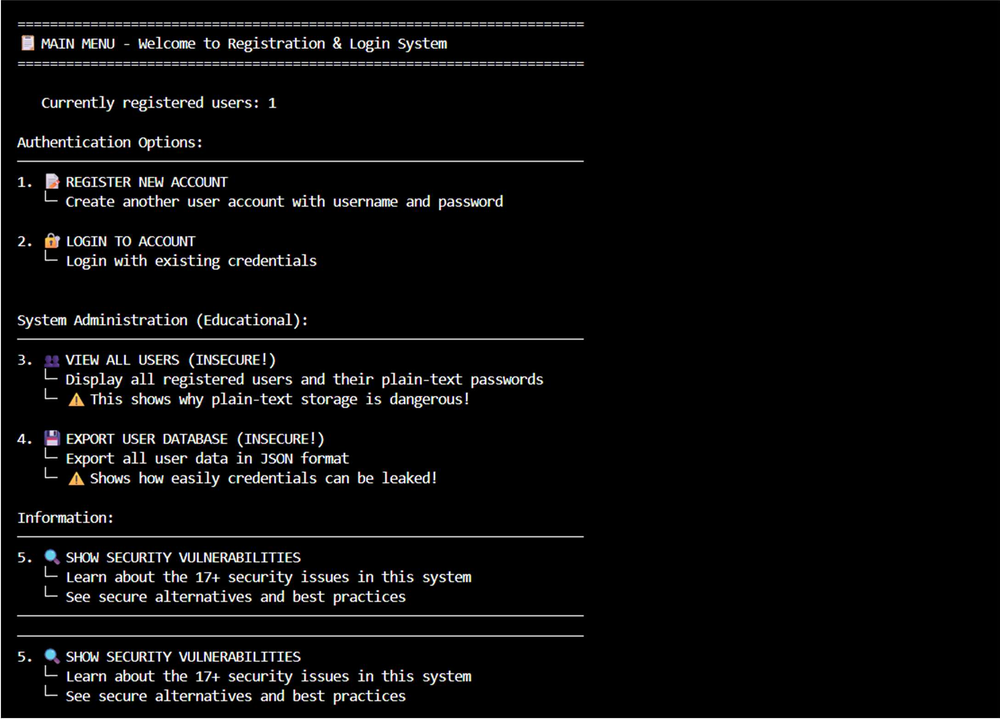 ======================================================================
📋 MAIN MENU - Welcome to Registration & Login System
======================================================================
Currently registered users: 1
Authentication Options:
1. 📝 REGISTER NEW ACCOUNT
└─ Create another user account with username and password
2. 🔐 LOGIN TO ACCOUNT
└─ Login with existing credentials
System Administration (Educational):
3. 👥 VIEW ALL USERS (INSECURE!)
└─ Display all registered users and their plain-text passwords
└─ ⚠️ This shows why plain-text storage is dangerous!
4. 💾 EXPORT USER DATABASE (INSECURE!)
└─ Export all user data in JSON format
└─ ⚠️ Shows how easily credentials can be leaked!
Information:
5. 🔍 SHOW SECURITY VULNERABILITIES
└─ Learn about the 17+ security issues in this system
└─ See secure alternatives and best practices
5. 🔍 SHOW SECURITY VULNERABILITIES
└─ Learn about the 17+ security issues in this system
└─ See secure alternatives and best practices